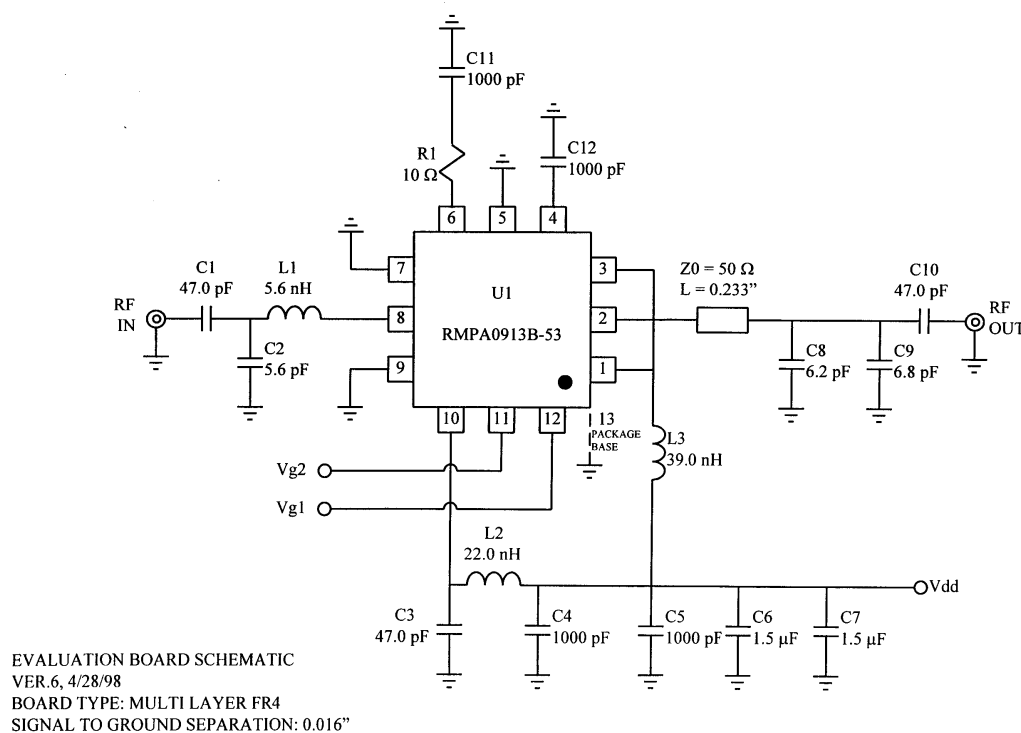 C11
1000 pF
R1
10 Ω
C12
1000 pF
6
5
4
7
3
C1
47.0 pF
L1
5.6 nH
Z0 = 50 Ω
L = 0.233”
C10
47.0 pF
RF
IN
8
U1
RMPA0913B-53
2
RF
OUT
C2
5.6 pF
9
1
C8
6.2 pF
C9
6.8 pF
10
11
12
13
PACKAGE
BASE
L3
39.0 nH
Vg2
Vg1
L2
22.0 nH
Vdd
C3
47.0 pF
C4
1000 pF
C5
1000 pF
C6
1.5 µF
C7
1.5 µF
EVALUATION BOARD SCHEMATIC
VER.6, 4/28/98
BOARD TYPE: MULTI LAYER FR4
SIGNAL TO GROUND SEPARATION: 0.016”